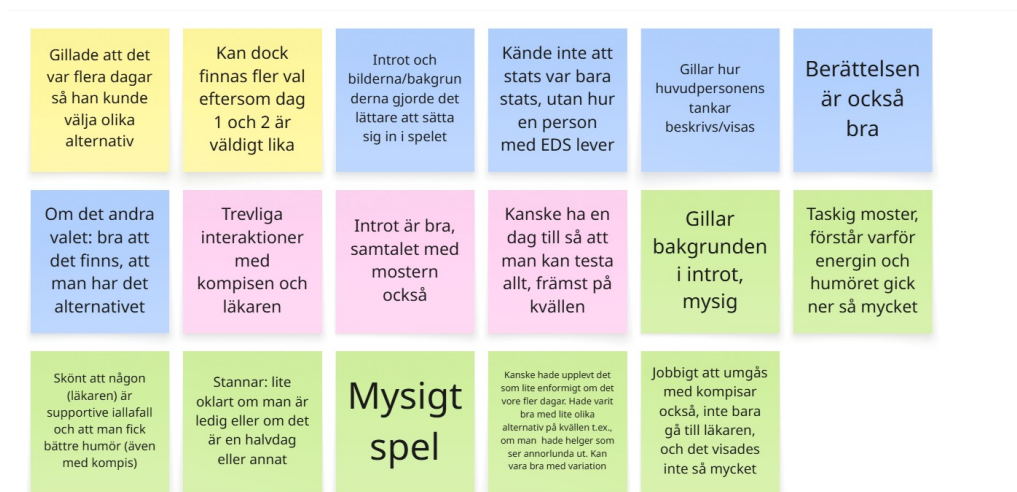 Gillade att det
var flera dagar
så han kunde
välja olika
alternativ
Kan dock
finnas fler val
eftersom dag
1 och 2 är
väldigt lika
Introt och
bilderna/bakgrun
derna gjorde det
lättare att sätta
sig in i spelet
Kände inte att
stats var bara
stats, utan hur
en person
med EDS lever
Gillar hur
huvudpersonens
tankar
beskrivs/visas
Berättelsen
är också
bra
Om det andra
valet: bra att
det finns, att
man har det
alternativet
Trevliga
interaktioner
med
kompisen och
läkaren
Introt är bra,
samtalet med
mostern
också
Kanske ha en
dag till så att
man kan testa
allt, främst på
kvällen
Gillar
bakgrunden
i introt,
mysig
Taskig moster,
förstår varför
energin och
humöret gick
ner så mycket
Skönt att någon
(läkaren) är
supportive iallafall
och att man fick
bättre humör (även
med kompis)
Stannar: lite
oklart om man är
ledig eller om det
är en halvdag
eller annat
Mysigt
spel
Kanske hade upplevt det
som lite enformigt om det
vore fler dagar. Hade varit
bra med lite olika
alternativ på kvällen t.ex.,
om man hade helger som
ser annorlunda ut. Kan
vara bra med variation
Jobbigt att umgås
med kompisar
också, inte bara
gå till läkaren,
och det visades
inte så mycket